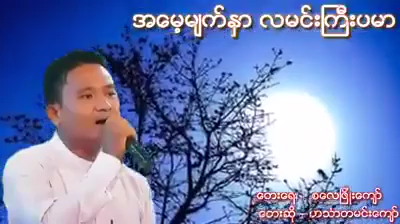 အမေ့မျက်နှာ လမင်းကြီးပမာ
တေးရေး - စလေဖြိုးကျော်
တေးဆို - ဟင်္သာတမင်းကျော်